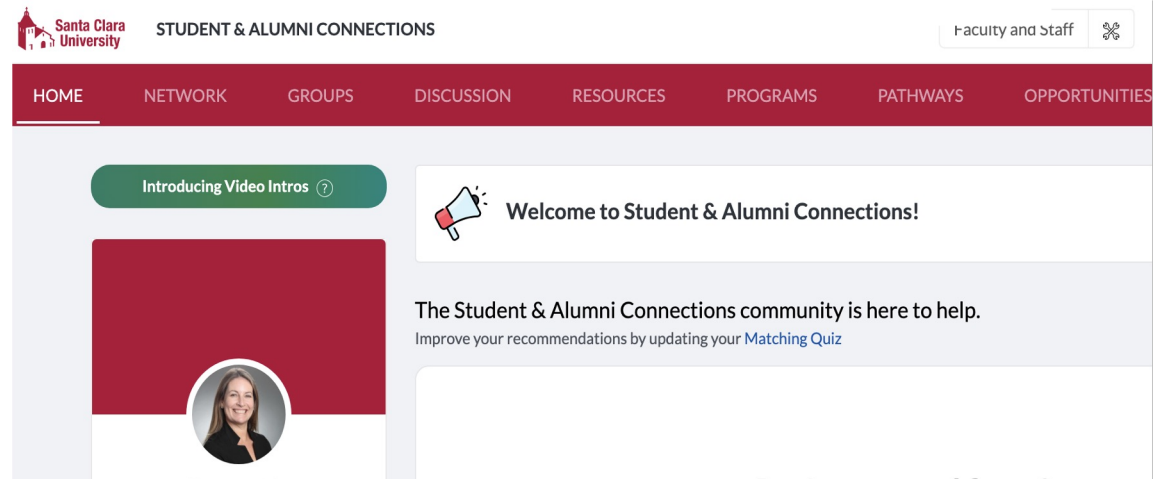 Santa Clara
University
STUDENT & ALUMNI CONNECTIONS
Faculty and Staff
HOME NETWORK GROUPS DISCUSSION RESOURCES PROGRAMS PATHWAYS OPPORTUNITIES
Introducing Video Intros ?
Welcome to Student & Alumni Connections!
The Student & Alumni Connections community is here to help.
Improve your recommendations by updating your Matching Quiz